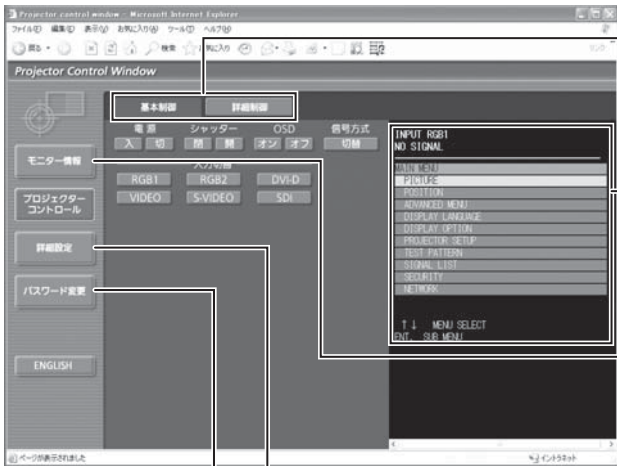 Projector control window - Microsoft Internet Explorer
ファイル(F) 編集(E) 表示(V) お気に入り(A) ツール(T) ヘルプ(H)
戻る 検索 お気に入り リンク
Projector Control Window
基本制御 詳細制御
電源 シャッター OSD 信号方式
入 切 閉 開 オン オフ 切替
入力切替
RGB1 RGB2 DVI-D
VIDEO S-VIDEO SDI
モニター情報
プロジェクター
コントロール
詳細設定
パスワード変更
ENGLISH
INPUT RGB1
NO SIGNAL
MAIN MENU
PICTURE
POSITION
ADVANCED MENU
DISPLAY LANGUAGE
DISPLAY OPTION
PROJECTOR SETUP
TEST PATTERN
SIGNAL LIST
SECURITY
NETWORK
↑↓ MENU SELECT
ENT. SUB MENU
ページが表示されました イントラネット